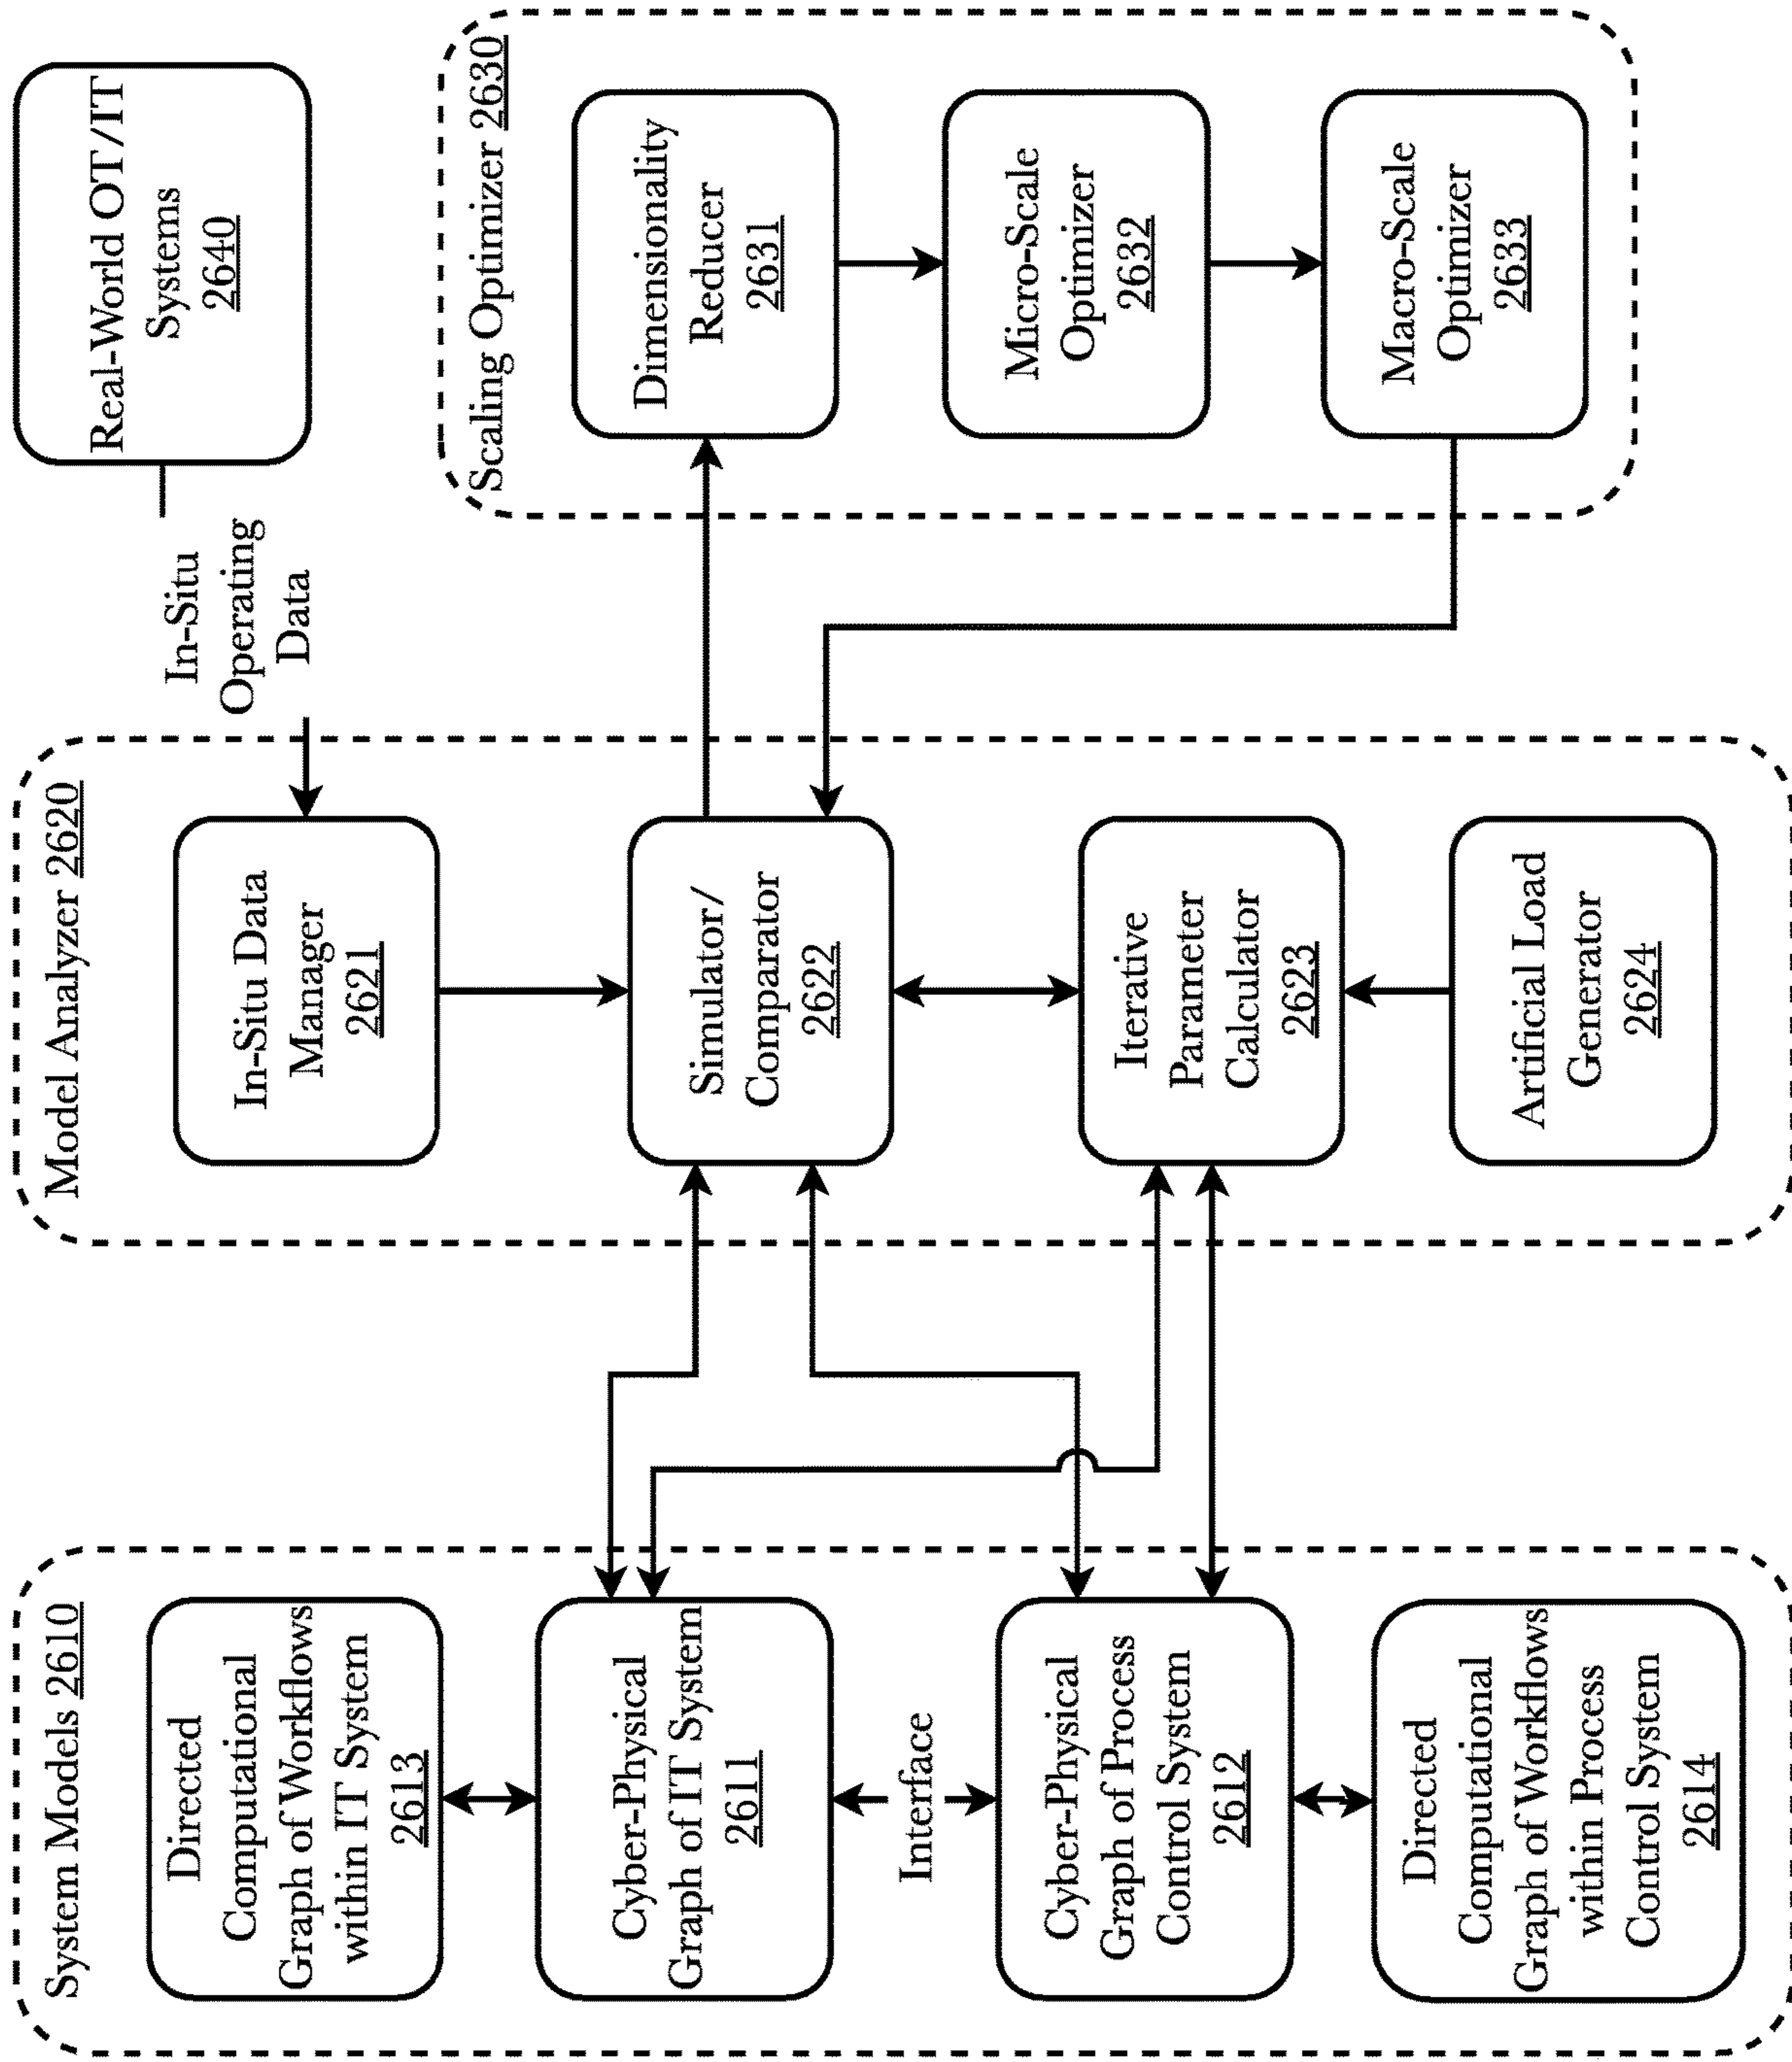 System Models 2610
Directed
Computational
Graph of Workflows
within IT System
2613
Cyber-Physical
Graph of IT System
2611
Interface
Cyber-Physical
Graph of Process
Control System
2612
Directed
Computational
Graph of Workflows
within Process
Control System
2614
Model Analyzer 2620
In-Situ Data
Manager
2621
Simulator/
Comparator
2622
Iterative
Parameter
Calculator
2623
Artificial Load
Generator
2624
In-Situ
Operating
Data
Real-World OT/IT
Systems
2640
Scaling Optimizer 2630
Dimensionality
Reducer
2631
Micro-Scale
Optimizer
2632
Macro-Scale
Optimizer
2633